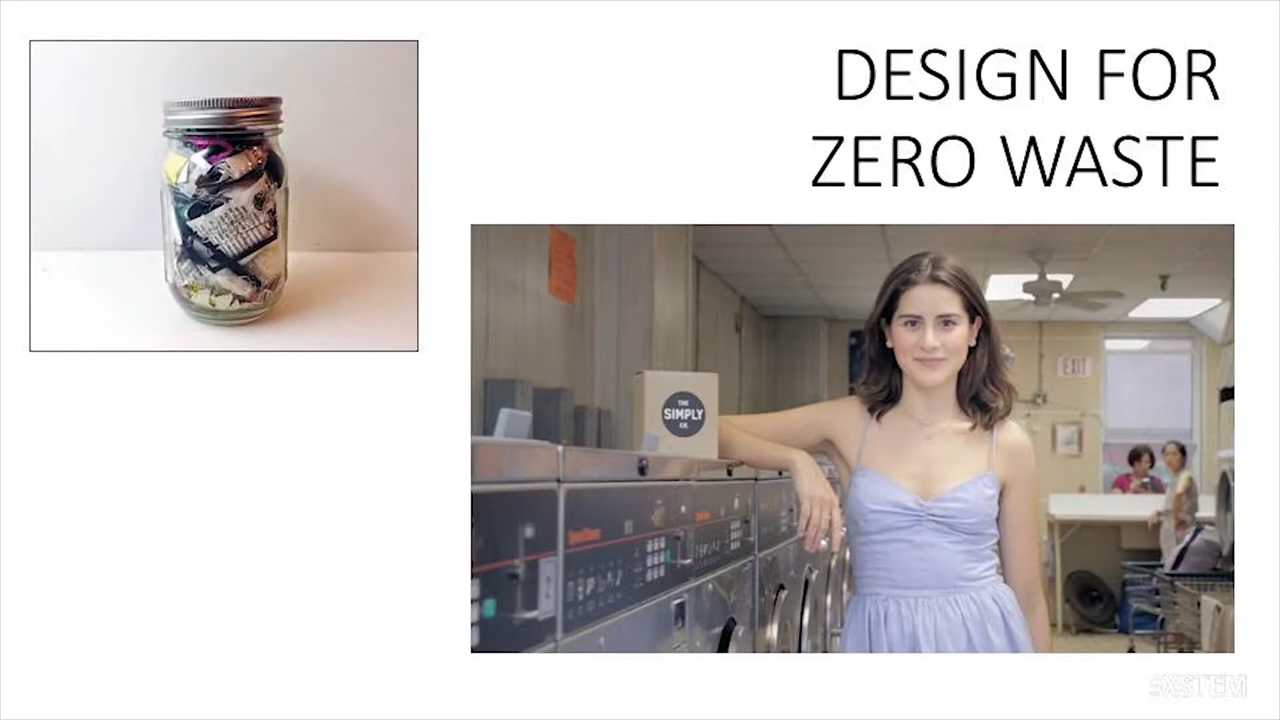 DESIGN FOR
ZERO WASTE
THE
SIMPLY
CO.
EXIT
#XSTEM